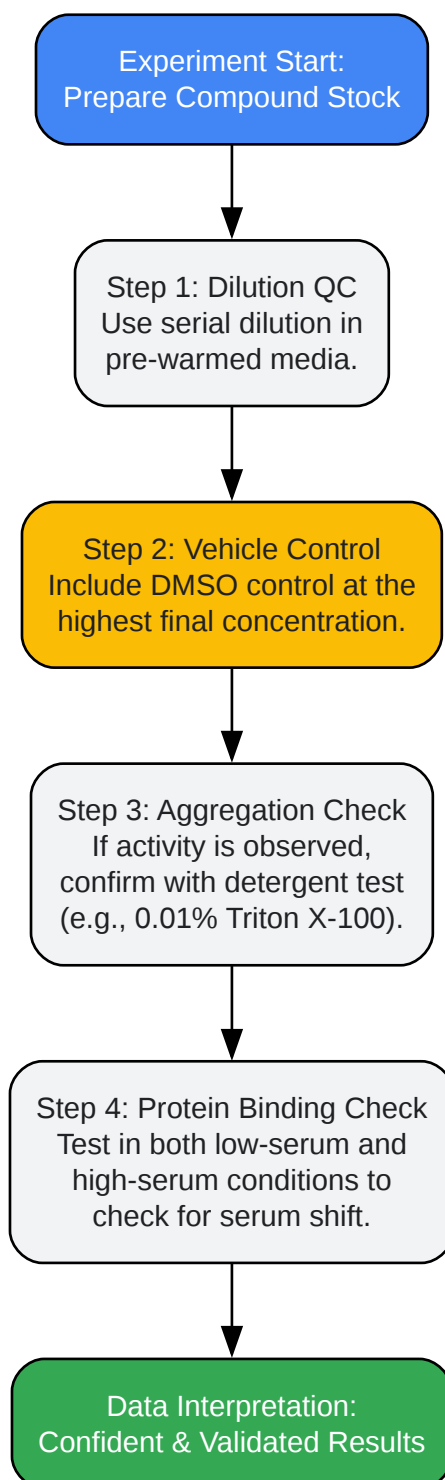 Experiment Start:
Prepare Compound Stock
Step 1: Dilution QC
Use serial dilution in
pre-warmed media.
Step 2: Vehicle Control
Include DMSO control at the
highest final concentration.
Step 3: Aggregation Check
If activity is observed,
confirm with detergent test
(e.g., 0.01% Triton X-100).
Step 4: Protein Binding Check
Test in both low-serum and
high-serum conditions to
check for serum shift.
Data Interpretation:
Confident & Validated Results